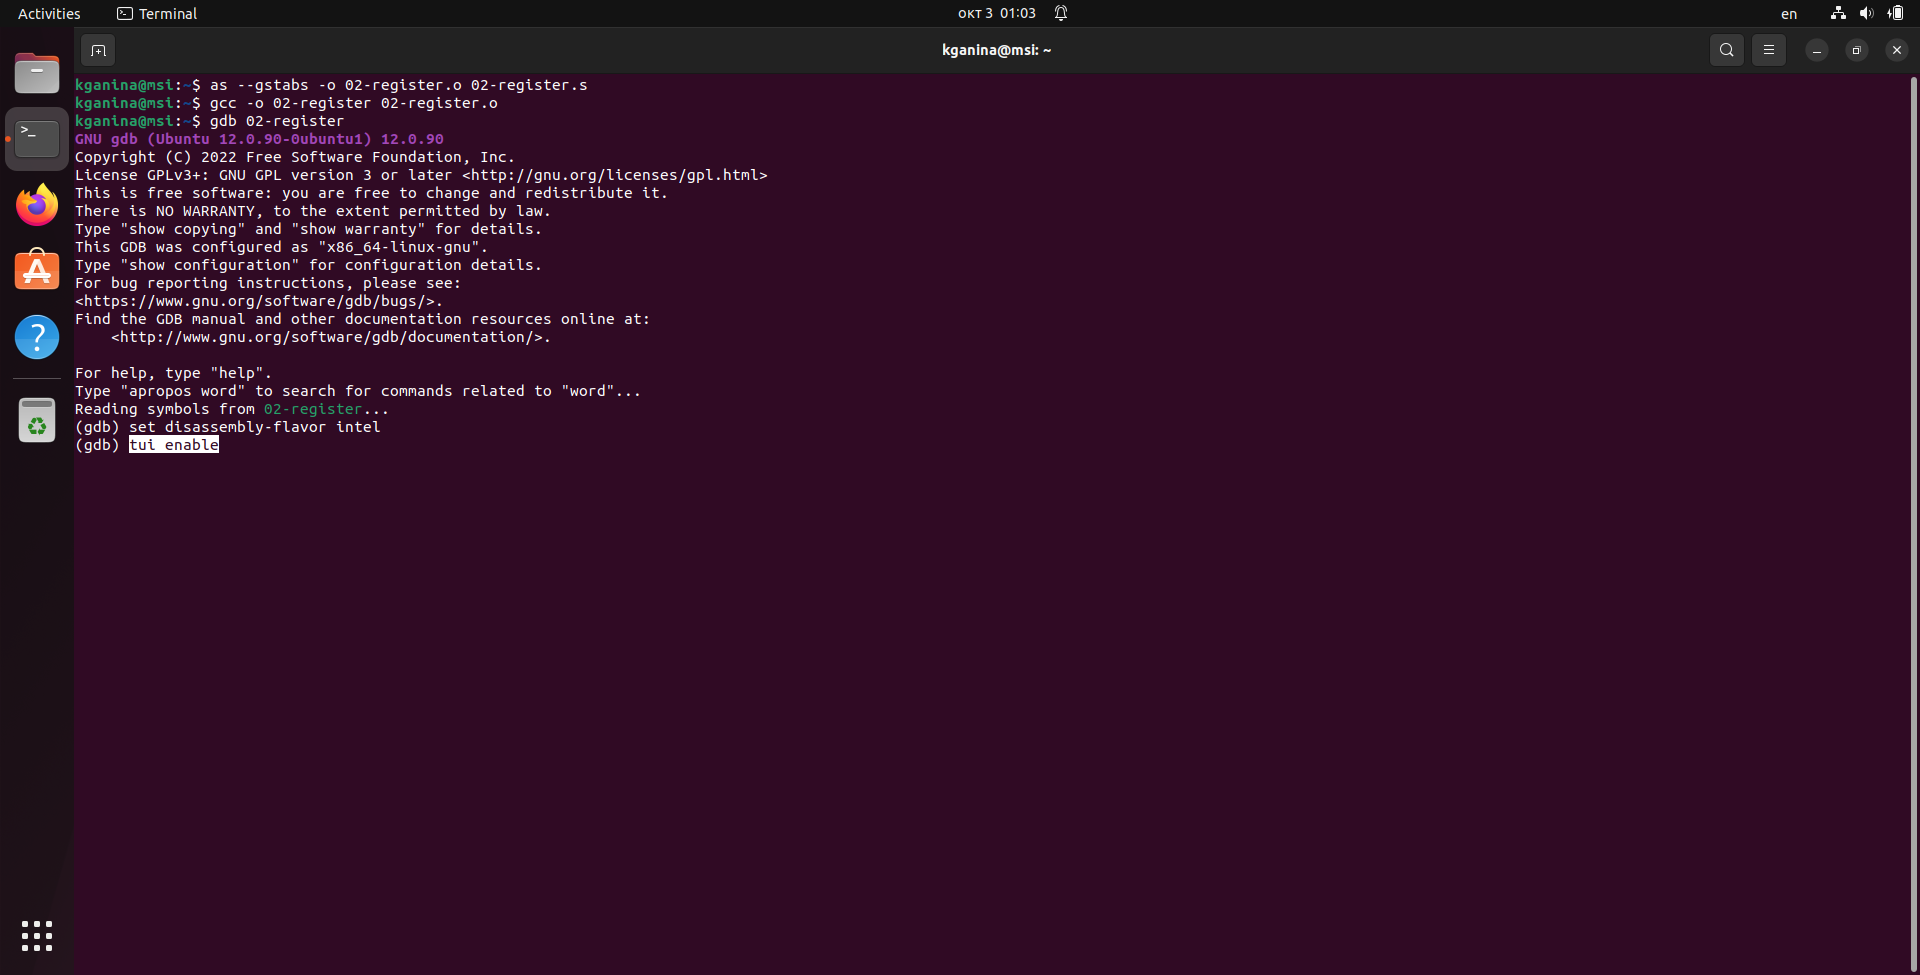 Activities
Terminal
окт 3 01:03
en
kganina@msi: ~
kganina@msi:~$ as --gstabs -o 02-register.o 02-register.s
kganina@msi:~$ gcc -o 02-register 02-register.o
kganina@msi:~$ gdb 02-register
GNU gdb (Ubuntu 12.0.90-0ubuntu1) 12.0.90
Copyright (C) 2022 Free Software Foundation, Inc.
License GPLv3+: GNU GPL version 3 or later <http://gnu.org/licenses/gpl.html>
This is free software: you are free to change and redistribute it.
There is NO WARRANTY, to the extent permitted by law.
Type "show copying" and "show warranty" for details.
This GDB was configured as "x86_64-linux-gnu".
Type "show configuration" for configuration details.
For bug reporting instructions, please see:
<https://www.gnu.org/software/gdb/bugs/>.
Find the GDB manual and other documentation resources online at:
    <http://www.gnu.org/software/gdb/documentation/>.
For help, type "help".
Type "apropos word" to search for commands related to "word"...
Reading symbols from 02-register...
(gdb) set disassembly-flavor intel
(gdb) tui enable